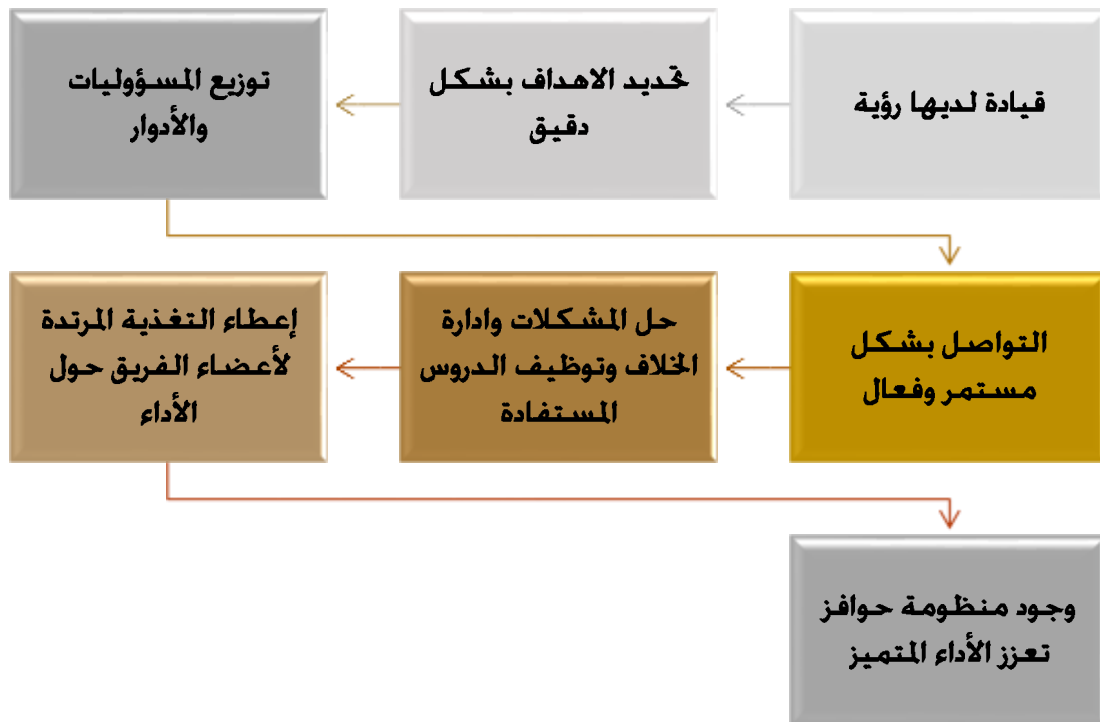 قيادة لديها رؤية
تحديد الاهداف بشكل
دقيق
توزيع المسؤوليات
والأدوار
التواصل بشكل
مستمر وفعال
حل المشكلات وادارة
الخلاف وتوظيف الدروس
المستفادة
إعطاء التغذية المرتدة
لأعضاء الفريق حول
الأداء
وجود منظومة حوافز
تعزز الأداء المتميز